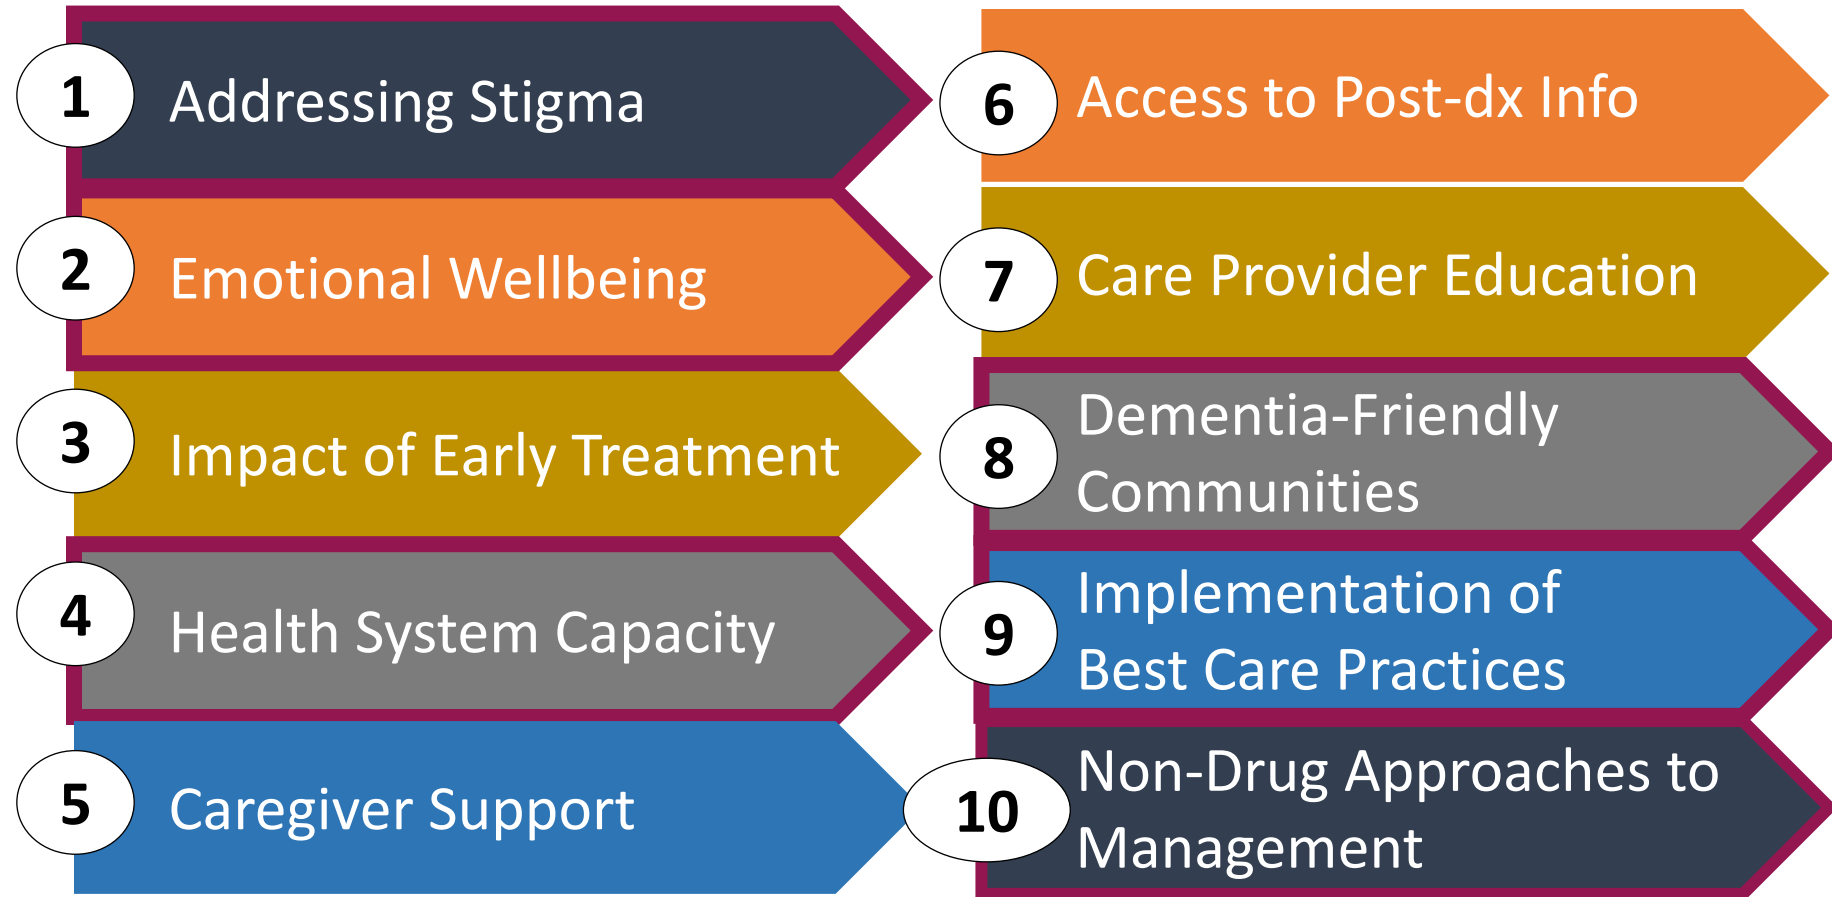 1
Addressing Stigma
2
Emotional Wellbeing
3
Impact of Early Treatment
4
Health System Capacity
5
Caregiver Support
6
Access to Post-dx Info
7
Care Provider Education
8
Dementia-Friendly
Communities
9
Implementation of
Best Care Practices
10
Non-Drug Approaches to
Management